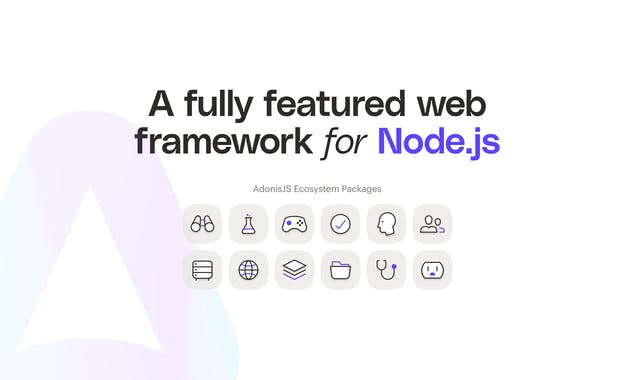 A fully featured web
framework for Node.js
AdonisJS Ecosystem Packages